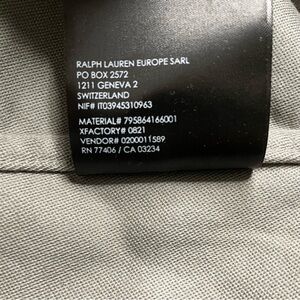 RALPH LAUREN EUROPE SARL
PO BOX 2572
1211 GENEVA 2
SWITZERLAND
NIF# IT03945310963
MATERIAL# 795864166001
XFACTORY# 0821
VENDOR# 0200011589
RN 77406 / CA 03234